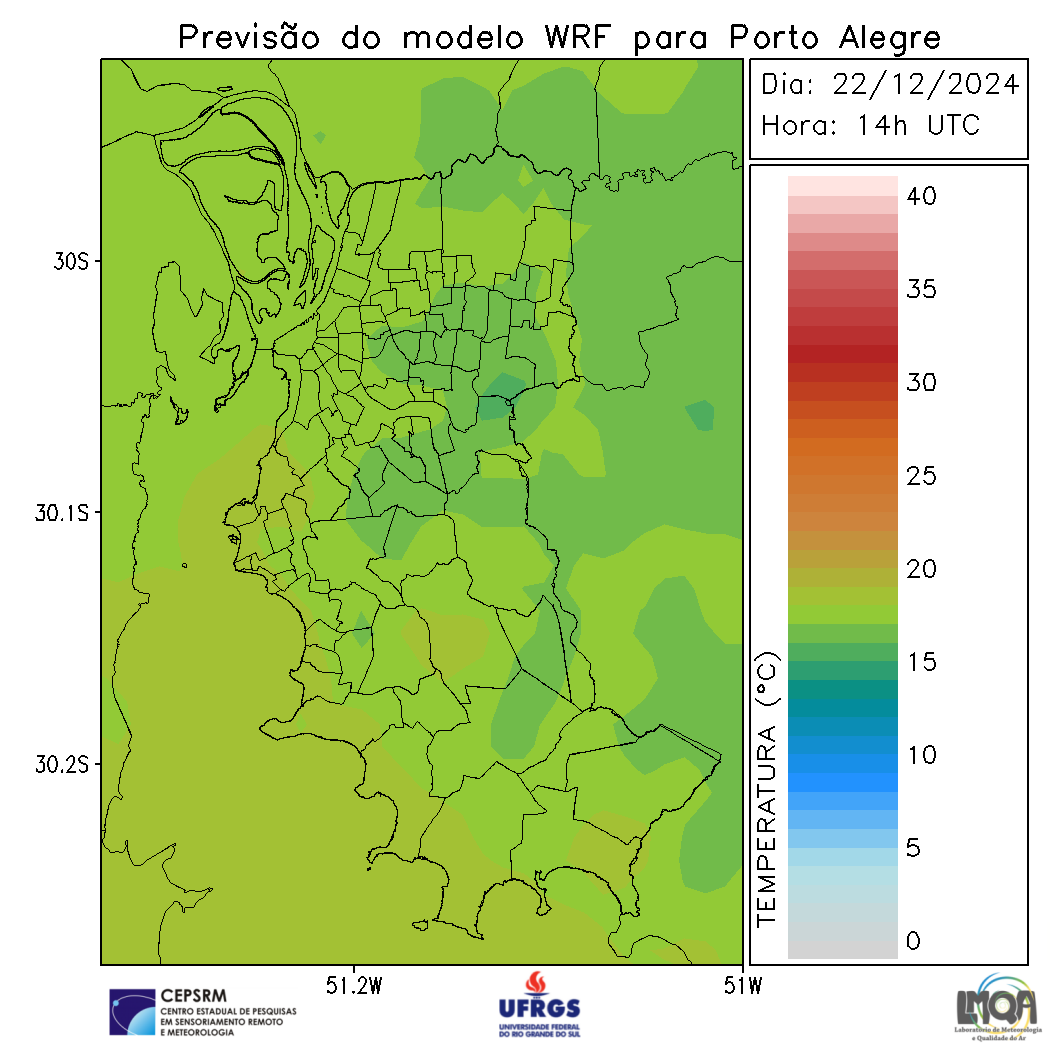 Previsão do modelo WRF para Porto Alegre
Dia: 22/12/2024
Hora: 14h UTC
30S
30.1S
30.2S
51.2W
51W
40
35
30
25
20
15
10
5
0
TEMPERATURA (°C)
CEPSRM
CENTRO ESTADUAL DE PESQUISAS
EM SENSORIAMENTO REMOTO
E METEOROLOGIA
UFRGS
UNIVERSIDADE FEDERAL
DO RIO GRANDE DO SUL
LMQA
Laboratório de Meteorologia
e Qualidade do Ar